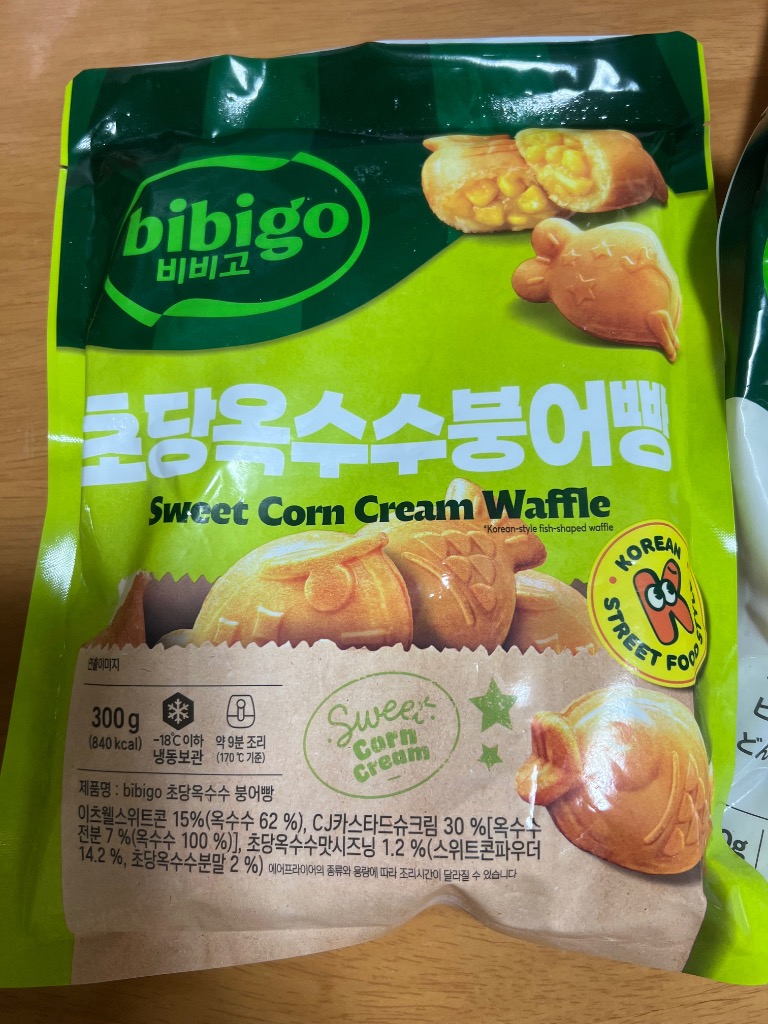 bibigo
비비고
초당옥수수붕어빵
Sweet Corn Cream Waffle
*Korean-style fish-shaped waffle
KOREAN
STREET FOOD
K
연출이미지
300 g
(840 kcal)
-18℃ 이하
냉동보관
약 9분 조리
(170 ℃ 기준)
Sweet
Corn
Cream
제품명 : bibigo 초당옥수수 붕어빵
이츠웰스위트콘 15%(옥수수 62 %), CJ카스타드슈크림 30 %[옥수수
전분 7 %(옥수수 100 %)], 초당옥수수맛시즈닝 1.2 %(스위트콘파우더
14.2 %, 초당옥수수분말 2 %) 에어프라이어의 종류와 용량에 따라 조리시간이 달라질 수 있습니다
ビ
どん
0g